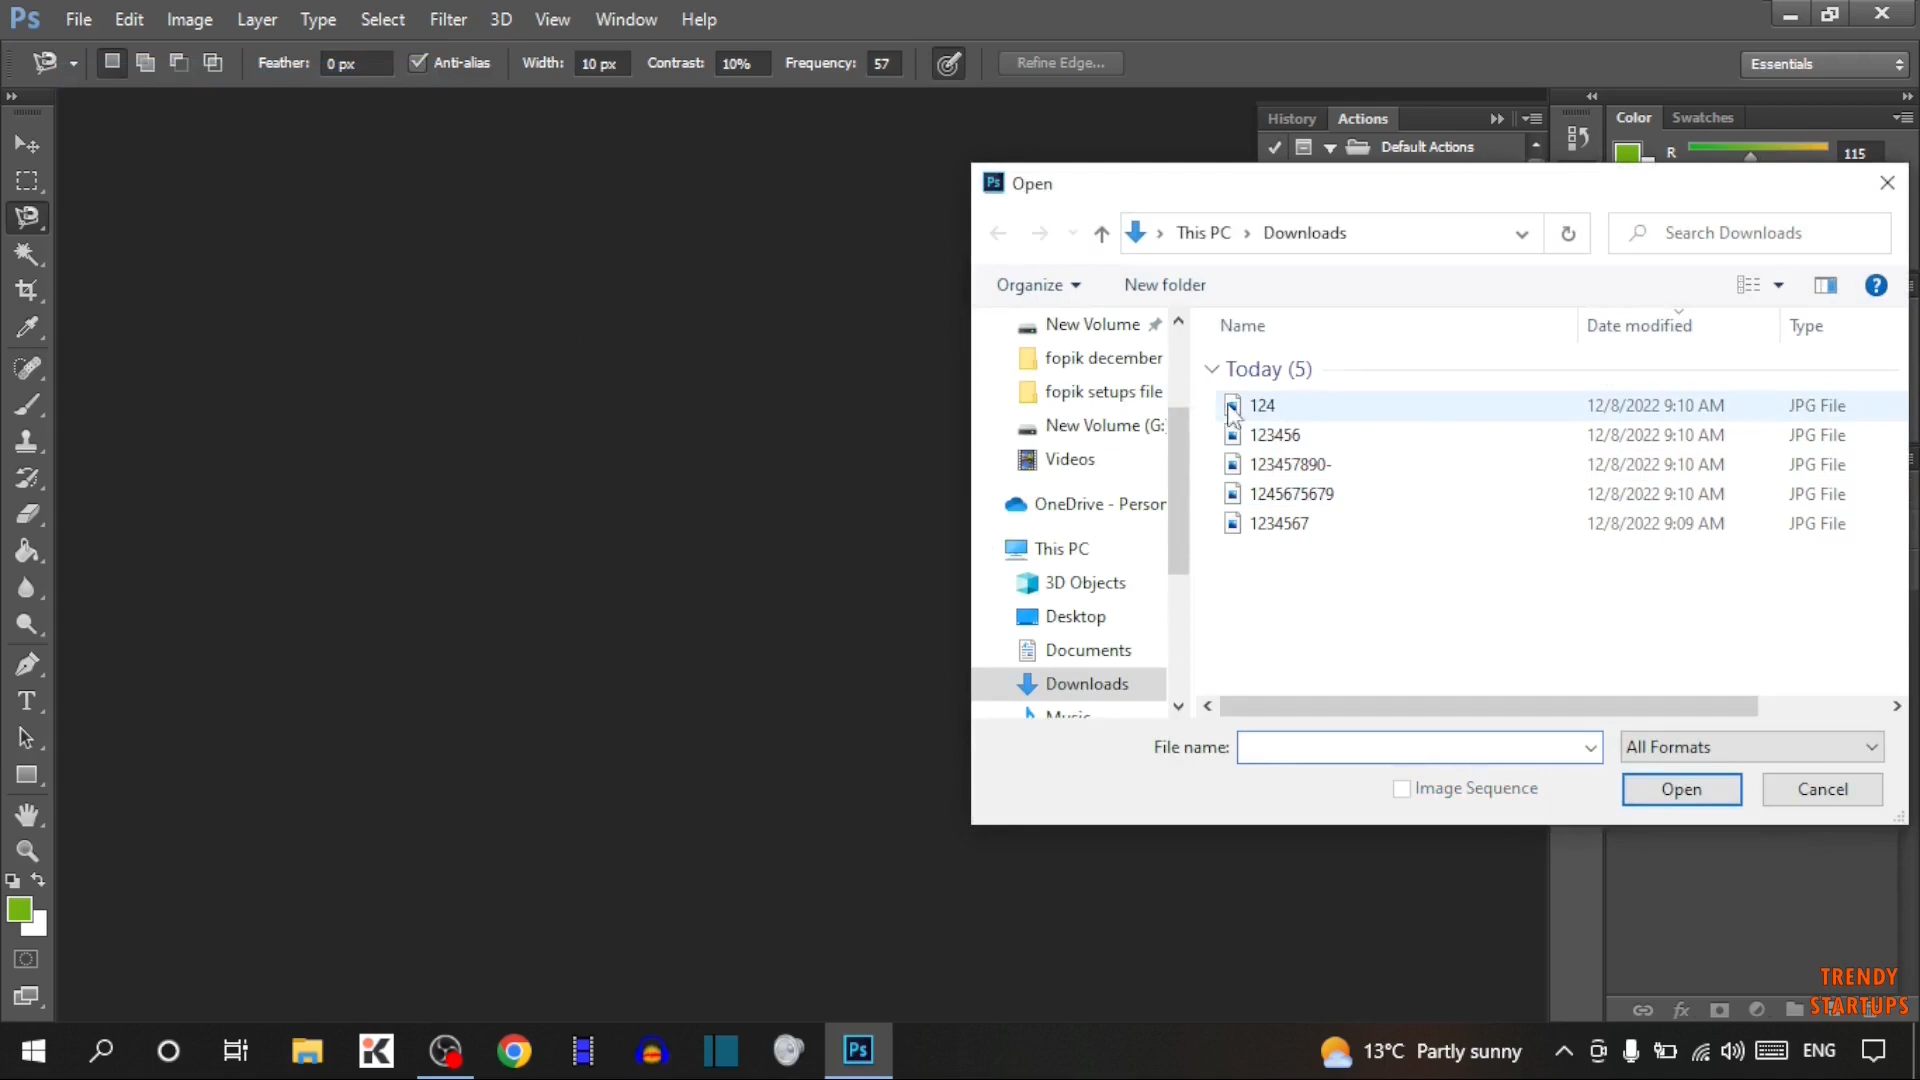 Ps File Edit Image Layer Type Select Filter 3D View Window Help
Feather: 0 px Anti-alias Width: 10 px Contrast: 10% Frequency: 57 Refine Edge... Essentials
History Actions
Default Actions
Color Swatches
R 115
Ps Open
This PC > Downloads
Search Downloads
Organize New folder
Name Date modified Type
New Volume
fopik december
fopik setups file
New Volume (G:
Videos
OneDrive - Person
This PC
3D Objects
Desktop
Documents
Downloads
Music
Today (5)
124 12/8/2022 9:10 AM JPG File
123456 12/8/2022 9:10 AM JPG File
123457890- 12/8/2022 9:10 AM JPG File
1245675679 12/8/2022 9:10 AM JPG File
1234567 12/8/2022 9:09 AM JPG File
File name: All Formats
Image Sequence Open Cancel
TRENDY
STARTUPS
fx
Ps 13°C Partly sunny ENG